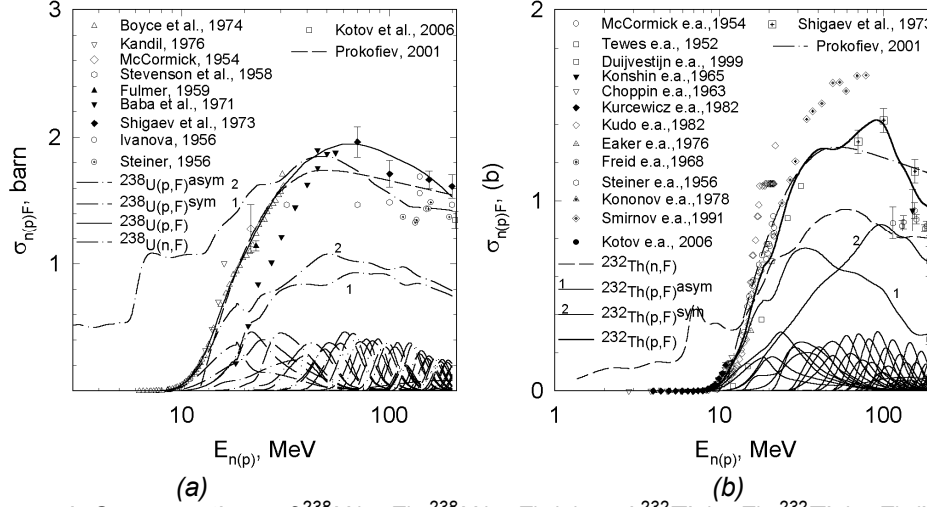 3
2
1
σn(p)F, barn
Boyce et al., 1974
Kandil, 1976
McCormick, 1954
Stevenson et al., 1958
Fulmer, 1959
Baba et al., 1971
Shigaev et al., 1973
Ivanova, 1956
Steiner, 1956
238U(p,F)asym 2
238U(p,F)sym 1
238U(p,F)
238U(n,F)
Kotov et al., 2006
Prokofiev, 2001
2
1
10
100
En(p), MeV
(a)
2
1
0
σn(p)F (b)
McCormick e.a., 1954
Tewes e.a., 1952
Duijvestijn e.a., 1999
Konshin e.a.,1965
Choppin e.a.,1963
Kurcewicz e.a.,1982
Kudo e.a.,1982
Eaker e.a.,1976
Freid e.a., 1968
Steiner e.a., 1956
Kononov e.a.,1978
Smirnov e.a., 1991
Kotov e.a., 2006
232Th(n,F)
1 232Th(p,F)asym
2 232Th(p,F)sym
232Th(p,F)
Shigaev e.a., 1973
Prokofiev, 2001
2
1
1
10
100
En(p), MeV
(b)